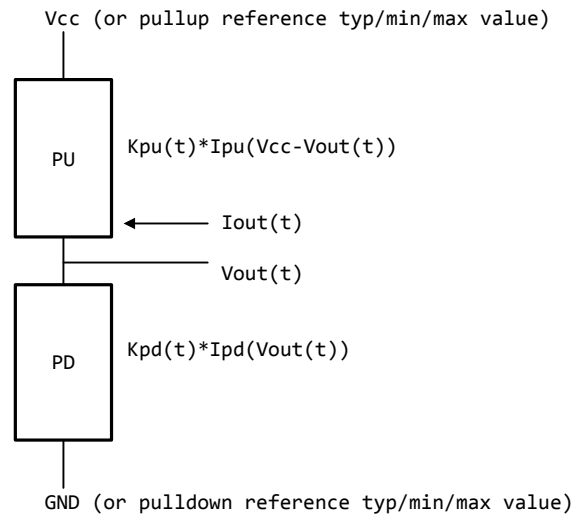 Vcc (or pullup reference typ/min/max value)
PU
Kpu(t)*Ipu(Vcc-Vout(t))
Iout(t)
Vout(t)
PD
Kpd(t)*Ipd(Vout(t))
GND (or pulldown reference typ/min/max value)